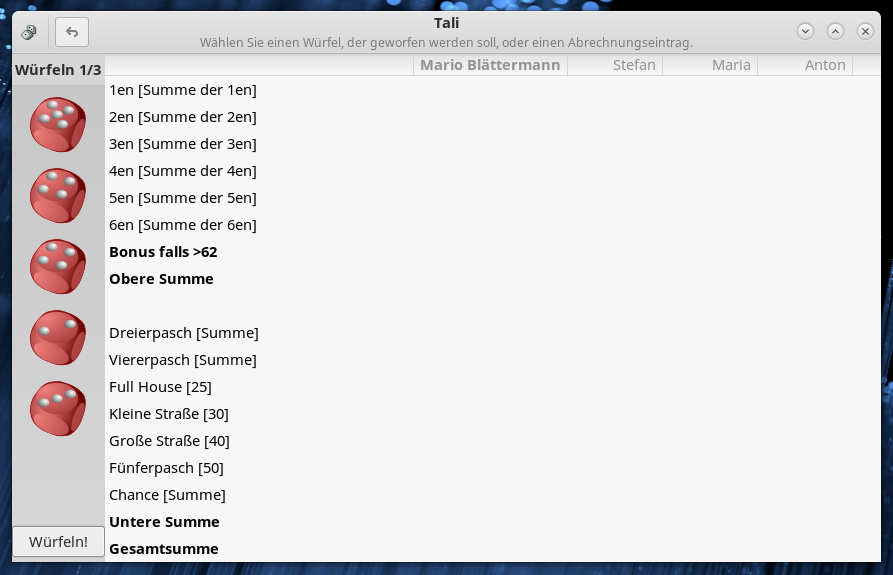 Tali
Wählen Sie einen Würfel, der geworfen werden soll, oder einen Abrechnungseintrag.
Würfeln 1/3
Mario Blättermann Stefan Maria Anton
1en [Summe der 1en]
2en [Summe der 2en]
3en [Summe der 3en]
4en [Summe der 4en]
5en [Summe der 5en]
6en [Summe der 6en]
Bonus falls >62
Obere Summe
Dreierpasch [Summe]
Viererpasch [Summe]
Full House [25]
Kleine Straße [30]
Große Straße [40]
Fünferpasch [50]
Chance [Summe]
Untere Summe
Gesamtsumme
Würfeln!